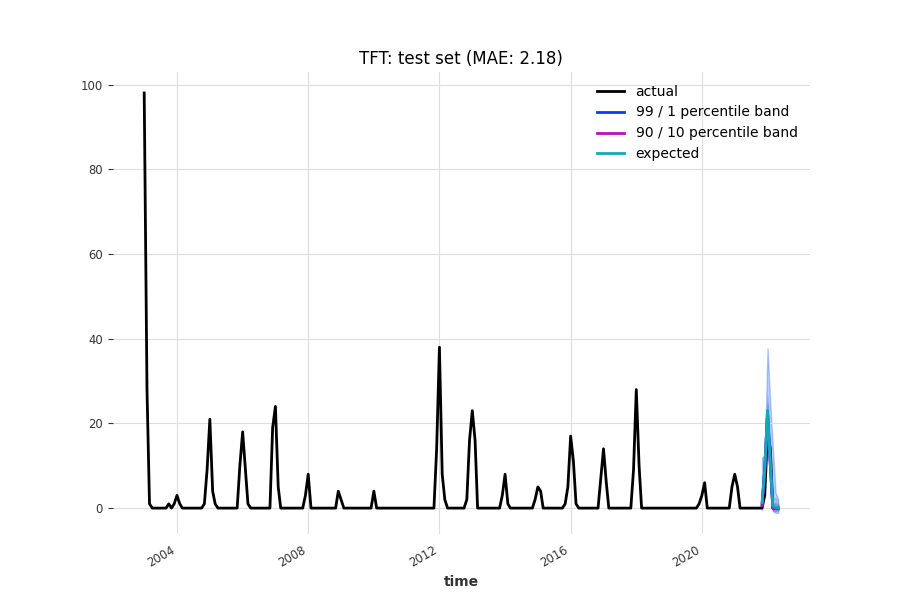 TFT: test set (MAE: 2.18)
actual
99 / 1 percentile band
90 / 10 percentile band
expected
100
80
60
40
20
0
2004
2008
2012
2016
2020
time